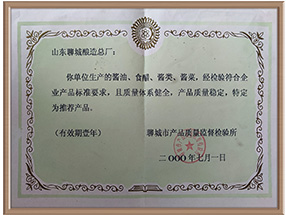 山东聊城酿造总厂：
你单位生产的酱油、食醋、酱类、酱菜，经检验符合企
业产品标准要求，且质量体系健全，产品质量稳定，特定
为推荐产品。
（有效期壹年）
聊城市产品质量监督检验所
二000年七月一日